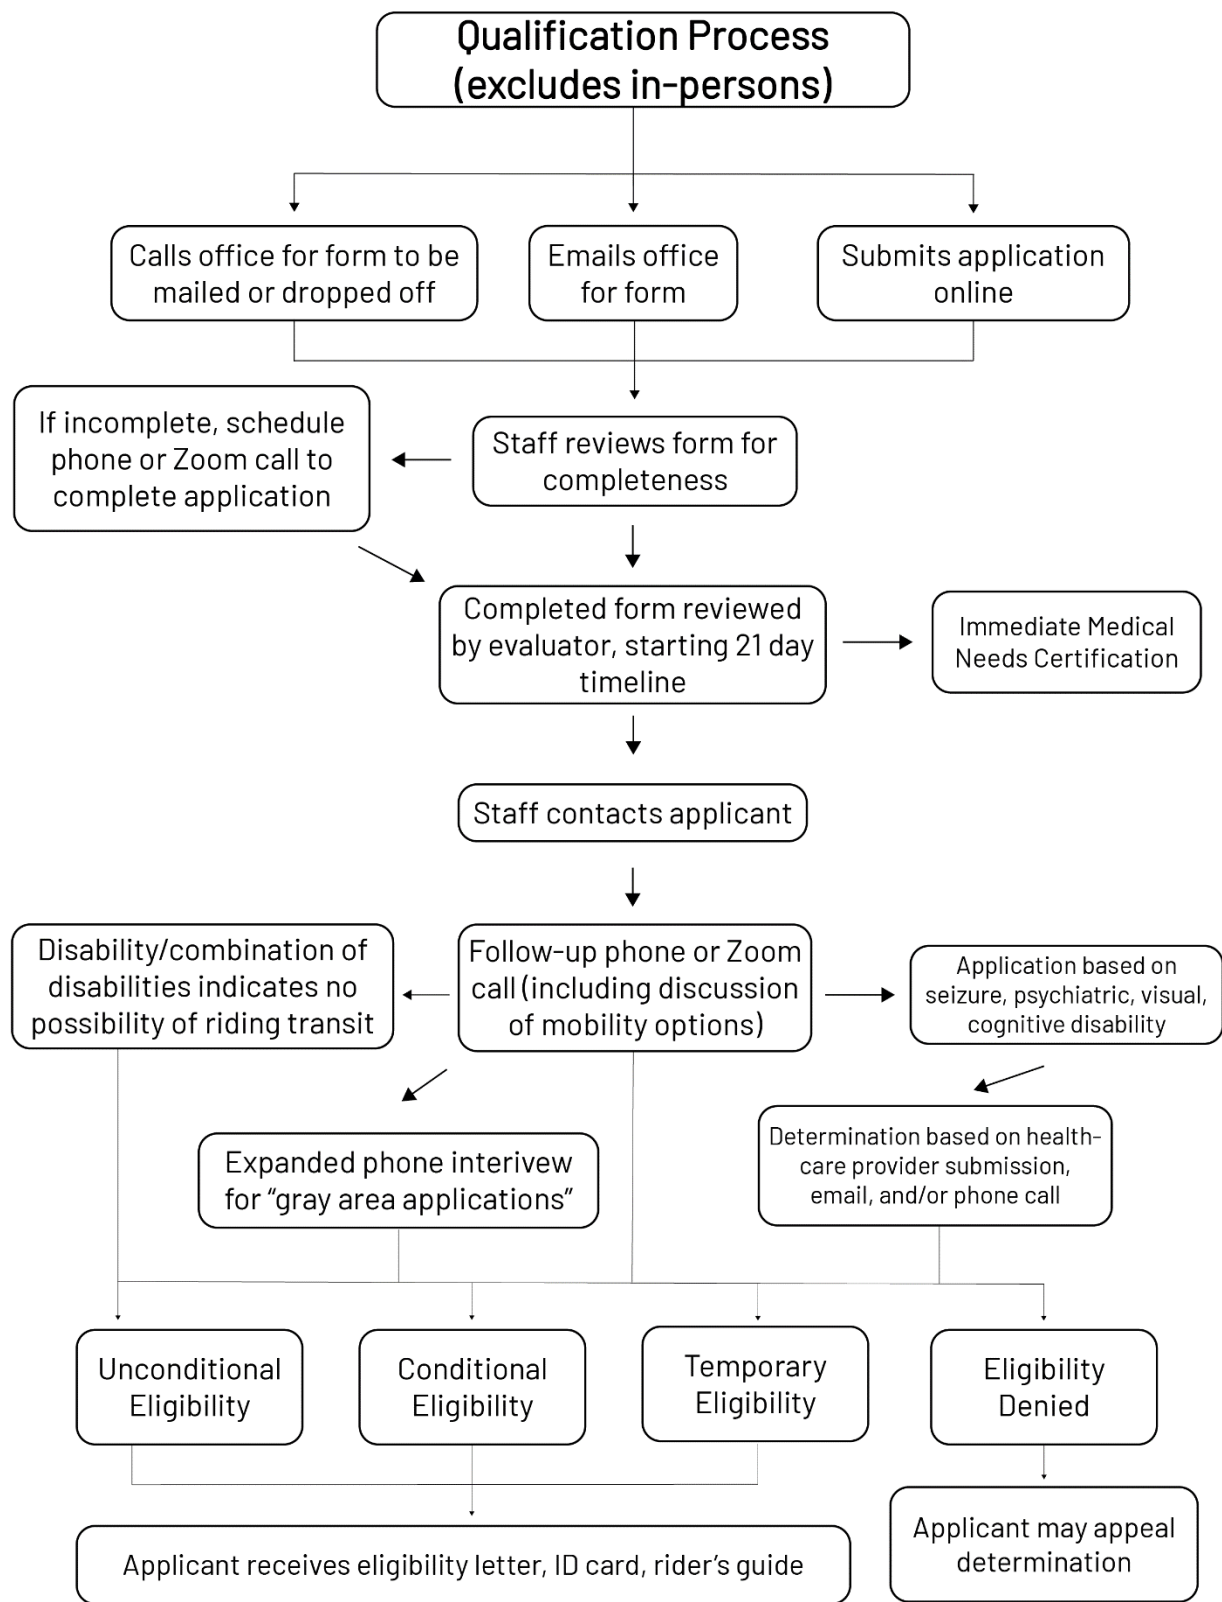 Qualification Process
(excludes in-persons)
Calls office for form to be
mailed or dropped off
Emails office
for form
Submits application
online
If incomplete, schedule
phone or Zoom call to
complete application
Staff reviews form for
completeness
Completed form reviewed
by evaluator, starting 21 day
timeline
Immediate Medical
Needs Certification
Staff contacts applicant
Disability/combination of
disabilities indicates no
possibility of riding transit
Follow-up phone or Zoom
call (including discussion
of mobility options)
Application based on
seizure, psychiatric, visual,
cognitive disability
Expanded phone interivew
for “gray area applications”
Determination based on health-
care provider submission,
email, and/or phone call
Unconditional
Eligibility
Conditional
Eligibility
Temporary
Eligibility
Eligibility
Denied
Applicant receives eligibility letter, ID card, rider’s guide
Applicant may appeal
determination